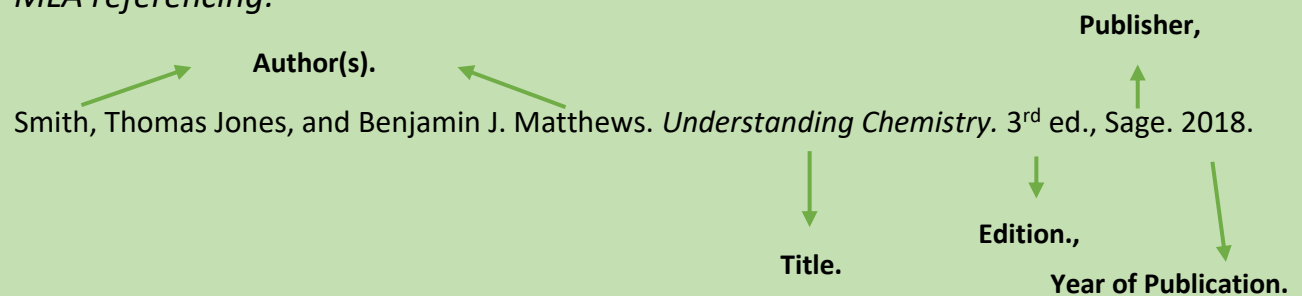 MLA referencing:
Publisher,
Author(s).
Smith, Thomas Jones, and Benjamin J. Matthews. Understanding Chemistry. 3rd ed., Sage. 2018.
Edition.,
Title.
Year of Publication.